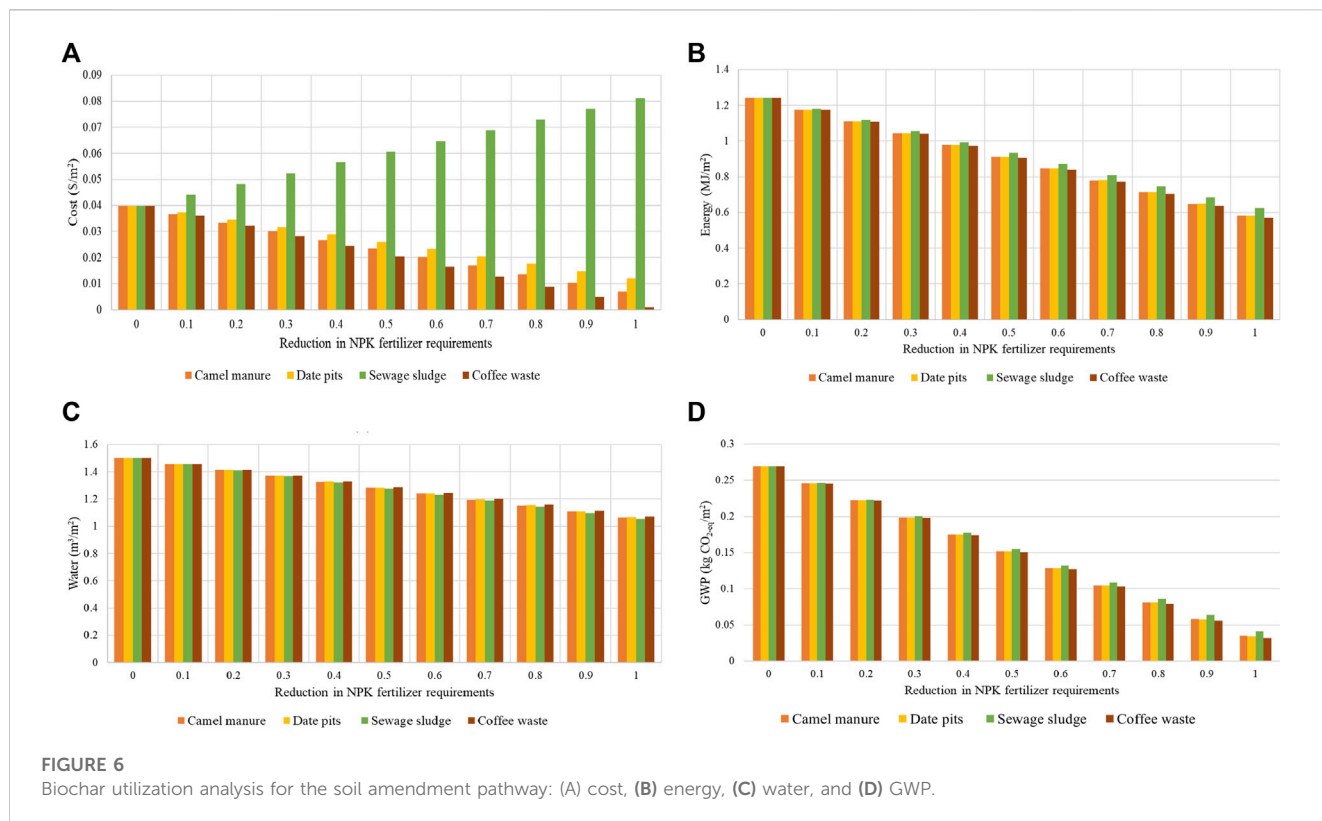 A
0.09
0.08
0.07
0.06
0.05
0.04
0.03
0.02
0.01
0
Cost (S/m²)
0 0.1 0.2 0.3 0.4 0.5 0.6 0.7 0.8 0.9 1
Reduction in NPK fertilizer requirements
Camel manure Date pits Sewage sludge Coffee waste
B
1.4
1.2
1
0.8
0.6
0.4
0.2
0
Energy (MJ/m²)
0 0.1 0.2 0.3 0.4 0.5 0.6 0.7 0.8 0.9 1
Reduction in NPK fertilizer requirements
Camel manure Date pits Sewage sludge Coffee waste
C
1.6
1.4
1.2
1
0.8
0.6
0.4
0.2
0
Water (m³/m²)
0 0.1 0.2 0.3 0.4 0.5 0.6 0.7 0.8 0.9 1
Reduction in NPK fertilizer requirements
Camel manure Date pits Sewage sludge Coffee waste
D
0.3
0.25
0.2
0.15
0.1
0.05
0
GWP (kg CO2-eq/m²)
0 0.1 0.2 0.3 0.4 0.5 0.6 0.7 0.8 0.9 1
Reduction in NPK fertilizer requirements
Camel manure Date pits Sewage sludge Coffee waste
FIGURE 6
Biochar utilization analysis for the soil amendment pathway: (A) cost, (B) energy, (C) water, and (D) GWP.